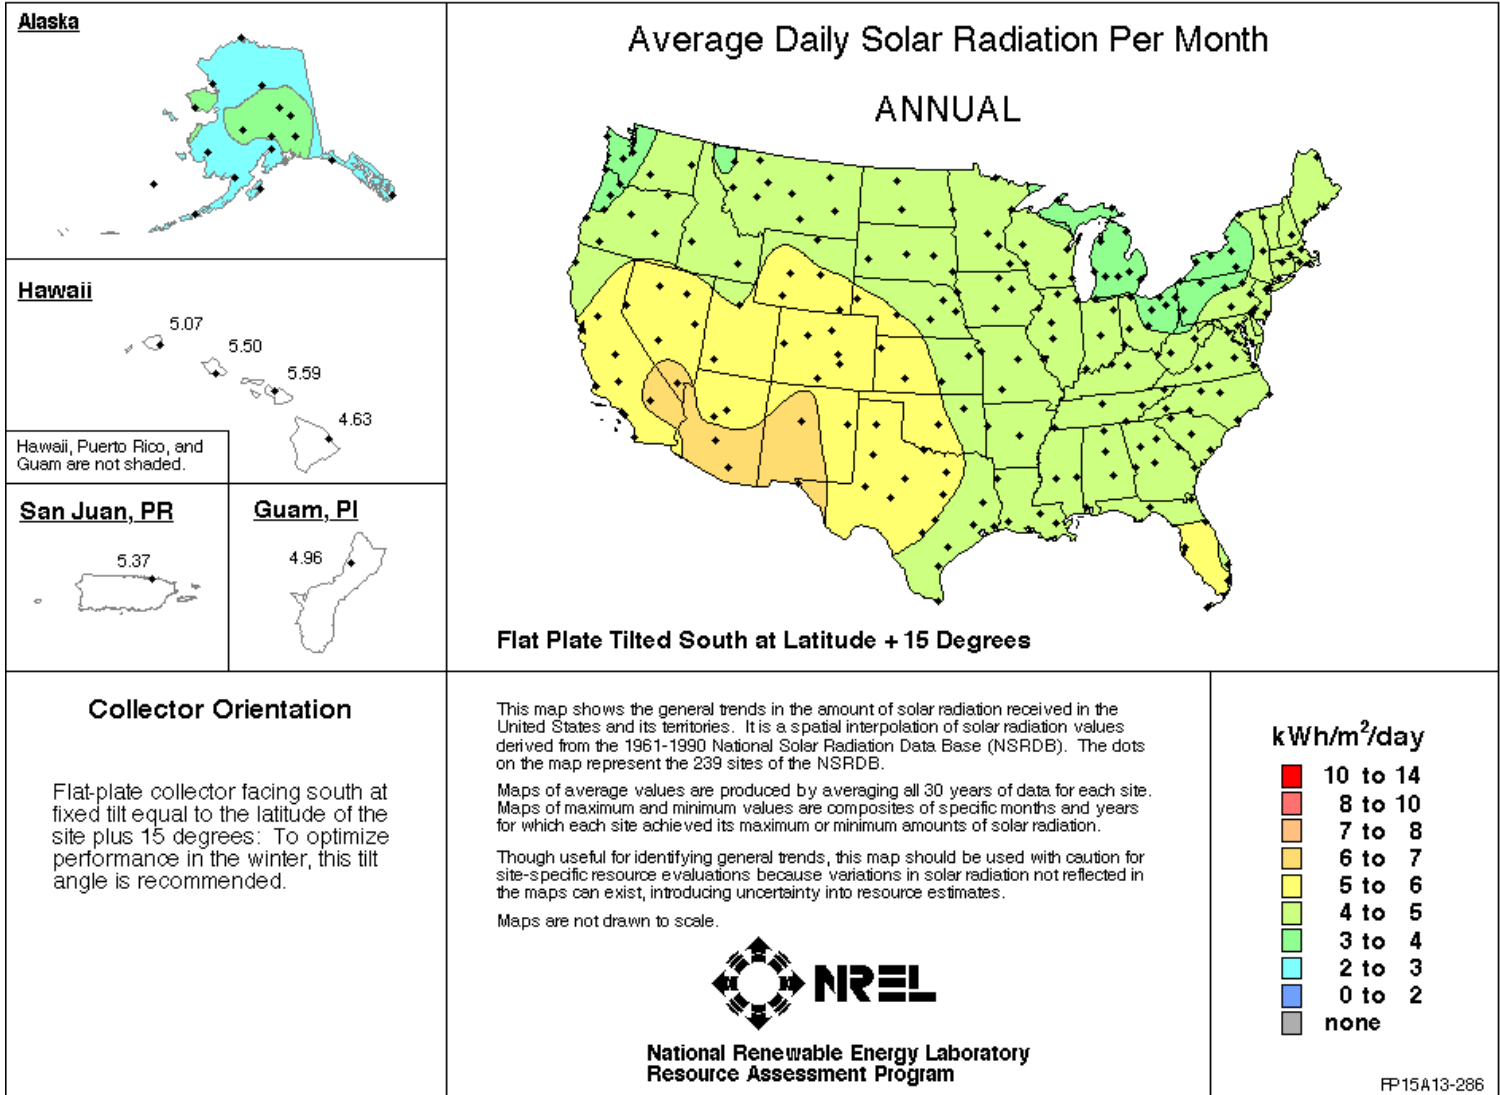 Alaska
Average Daily Solar Radiation Per Month
ANNUAL
Hawaii
5.07
5.50
5.59
4.63
Hawaii, Puerto Rico, and
Guam are not shaded.
San Juan, PR
5.37
Guam, PI
4.96
Flat Plate Tilted South at Latitude + 15 Degrees
Collector Orientation
Flat-plate collector facing south at
fixed tilt equal to the latitude of the
site plus 15 degrees: To optimize
performance in the winter, this tilt
angle is recommended.
This map shows the general trends in the amount of solar radiation received in the
United States and its territories. It is a spatial interpolation of solar radiation values
derived from the 1961-1990 National Solar Radiation Data Base (NSRDB). The dots
on the map represent the 239 sites of the NSRDB.
Maps of average values are produced by averaging all 30 years of data for each site.
Maps of maximum and minimum values are composites of specific months and years
for which each site achieved its maximum or minimum amounts of solar radiation.
Though useful for identifying general trends, this map should be used with caution for
site-specific resource evaluations because variations in solar radiation not reflected in
the maps can exist, introducing uncertainty into resource estimates.
Maps are not drawn to scale.
NREL
National Renewable Energy Laboratory
Resource Assessment Program
kWh/m²/day
10 to 14
8 to 10
7 to 8
6 to 7
5 to 6
4 to 5
3 to 4
2 to 3
0 to 2
none
FP15A13-286